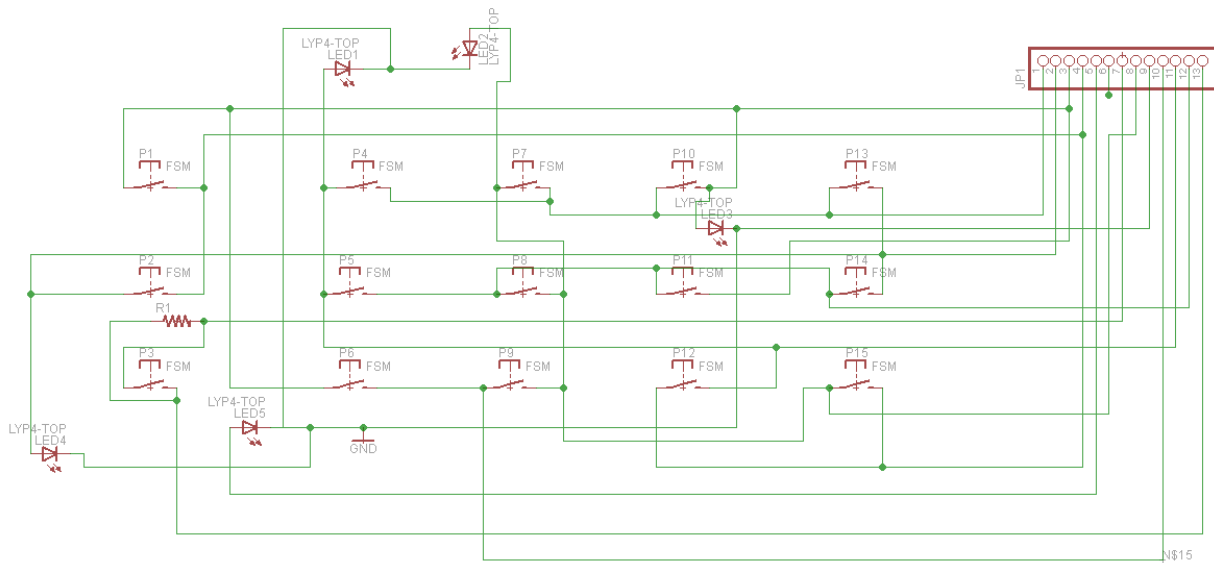 LYP4-TOP
LED1
LED2
LYP4-TOP
JP1
1
2
3
4
5
6
7
8
9
10
11
12
13
P1
FSM
P4
FSM
P7
FSM
P10
FSM
P13
FSM
LYP4-TOP
LED3
P2
FSM
P5
FSM
P8
FSM
P11
FSM
P14
FSM
R1
P3
FSM
P6
FSM
P9
FSM
P12
FSM
P15
FSM
LYP4-TOP
LED5
LYP4-TOP
LED4
GND
N$15